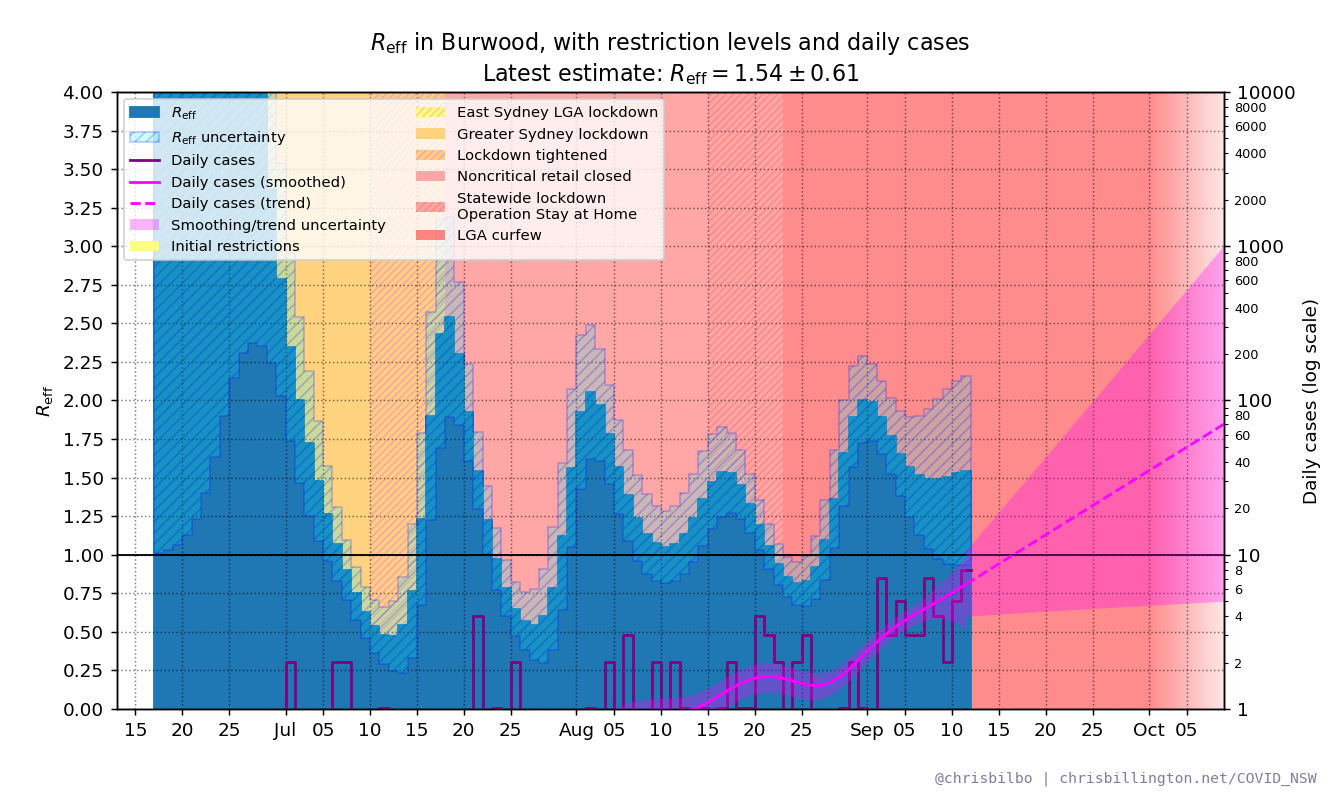 R_eff in Burwood, with restriction levels and daily cases
Latest estimate: R_eff = 1.54 ± 0.61
R_eff
R_eff uncertainty
Daily cases
Daily cases (smoothed)
Daily cases (trend)
Smoothing/trend uncertainty
Initial restrictions
East Sydney LGA lockdown
Greater Sydney lockdown
Lockdown tightened
Noncritical retail closed
Statewide lockdown
Operation Stay at Home
LGA curfew
4.00
3.75
3.50
3.25
3.00
2.75
2.50
2.25
2.00
1.75
1.50
1.25
1.00
0.75
0.50
0.25
0.00
R_eff
10000
8000
6000
4000
2000
1000
800
600
400
200
100
80
60
40
20
10
8
6
4
2
1
Daily cases (log scale)
15 20 25 Jul 05 10 15 20 25 Aug 05 10 15 20 25 Sep 05 10 15 20 25 Oct 05
@chrisbilbo | chrisbillington.net/COVID_NSW